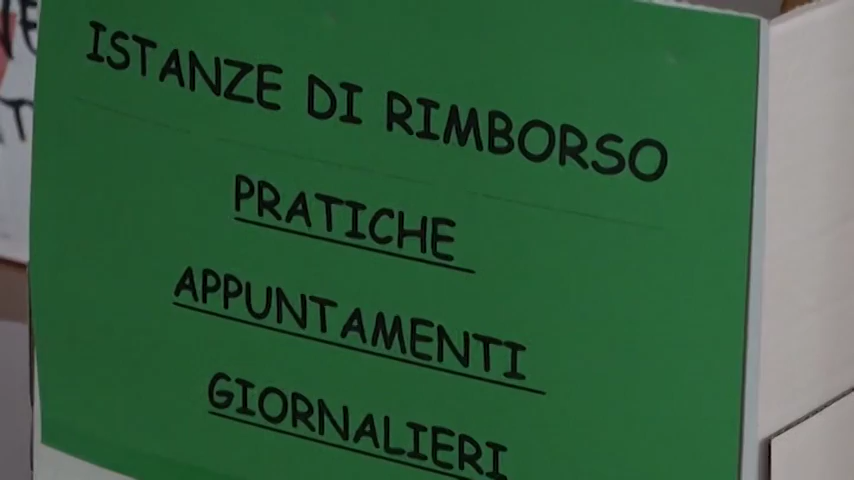 ISTANZE DI RIMBORSO
PRATICHE
APPUNTAMENTI
GIORNALIERI